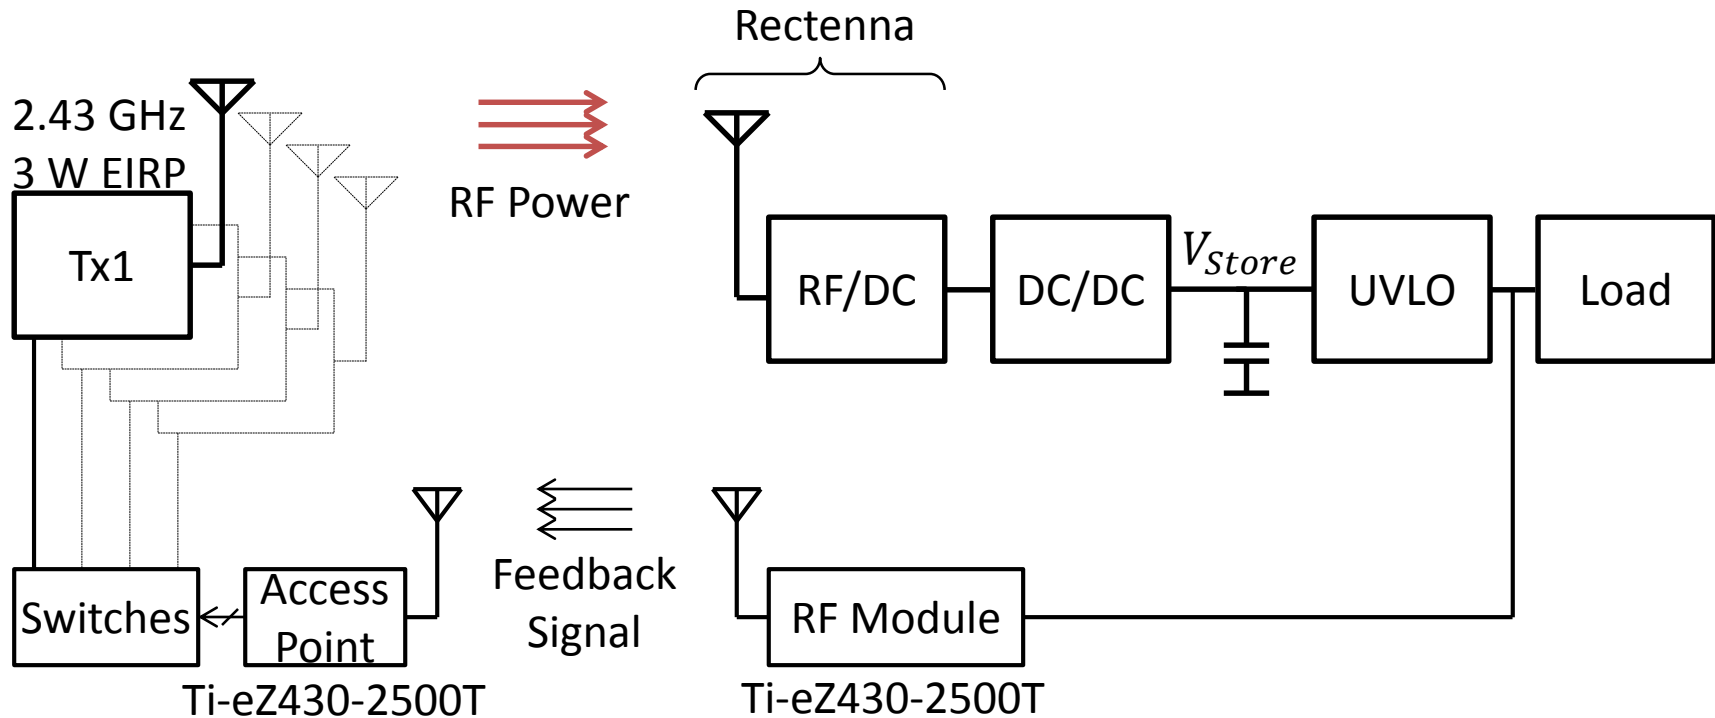 Rectenna
2.43 GHz
3 W EIRP
RF Power
Tx1
RF/DC
DC/DC
V_Store
UVLO
Load
Feedback
Signal
Switches
Access
Point
RF Module
Ti-eZ430-2500T
Ti-eZ430-2500T